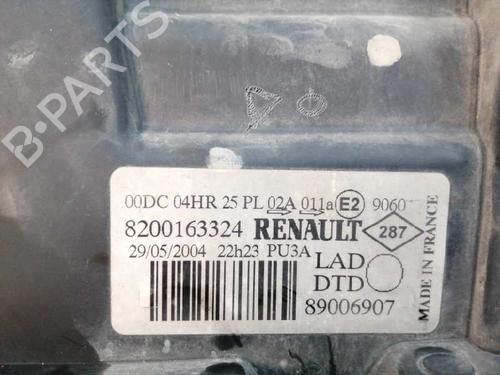 B-PARTS
00DC 04HR 25 PL 02A 011a E2 9060
8200163324 RENAULT 287
29/05/2004 22h23 PU3A
LAD
DTD
89006907
MADE IN FRANCE